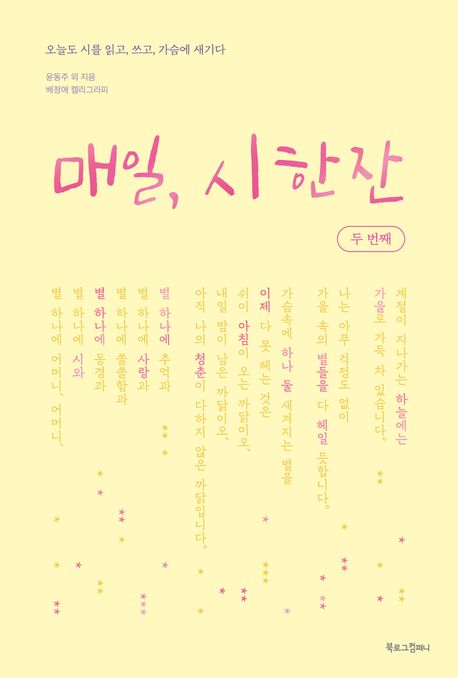 오늘도 시를 읽고, 쓰고, 가슴에 새기다
윤동주 외 지음
배정애 캘리그라피
매일, 시 한 잔
두 번째
계절이 지나가는 하늘에는
가을로 가득 차 있습니다.
나는 아무 걱정도 없이
가을 속의 별들을 다 헤일 듯합니다.
가슴속에 하나 둘 새겨지는 별을
이제 다 못 헤는 것은
쉬이 아침이 오는 까닭이오,
내일 밤이 남은 까닭이오,
아직 나의 청춘이 다하지 않은 까닭입니다.
별 하나에 추억과
별 하나에 사랑과
별 하나에 쓸쓸함과
별 하나에 동경과
별 하나에 시와
별 하나에 어머니, 어머니,
북로그컴퍼니